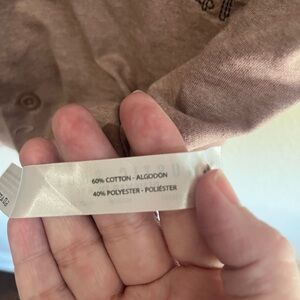 60% COTTON - ALGODON
40% POLYESTER - POLIÉSTER